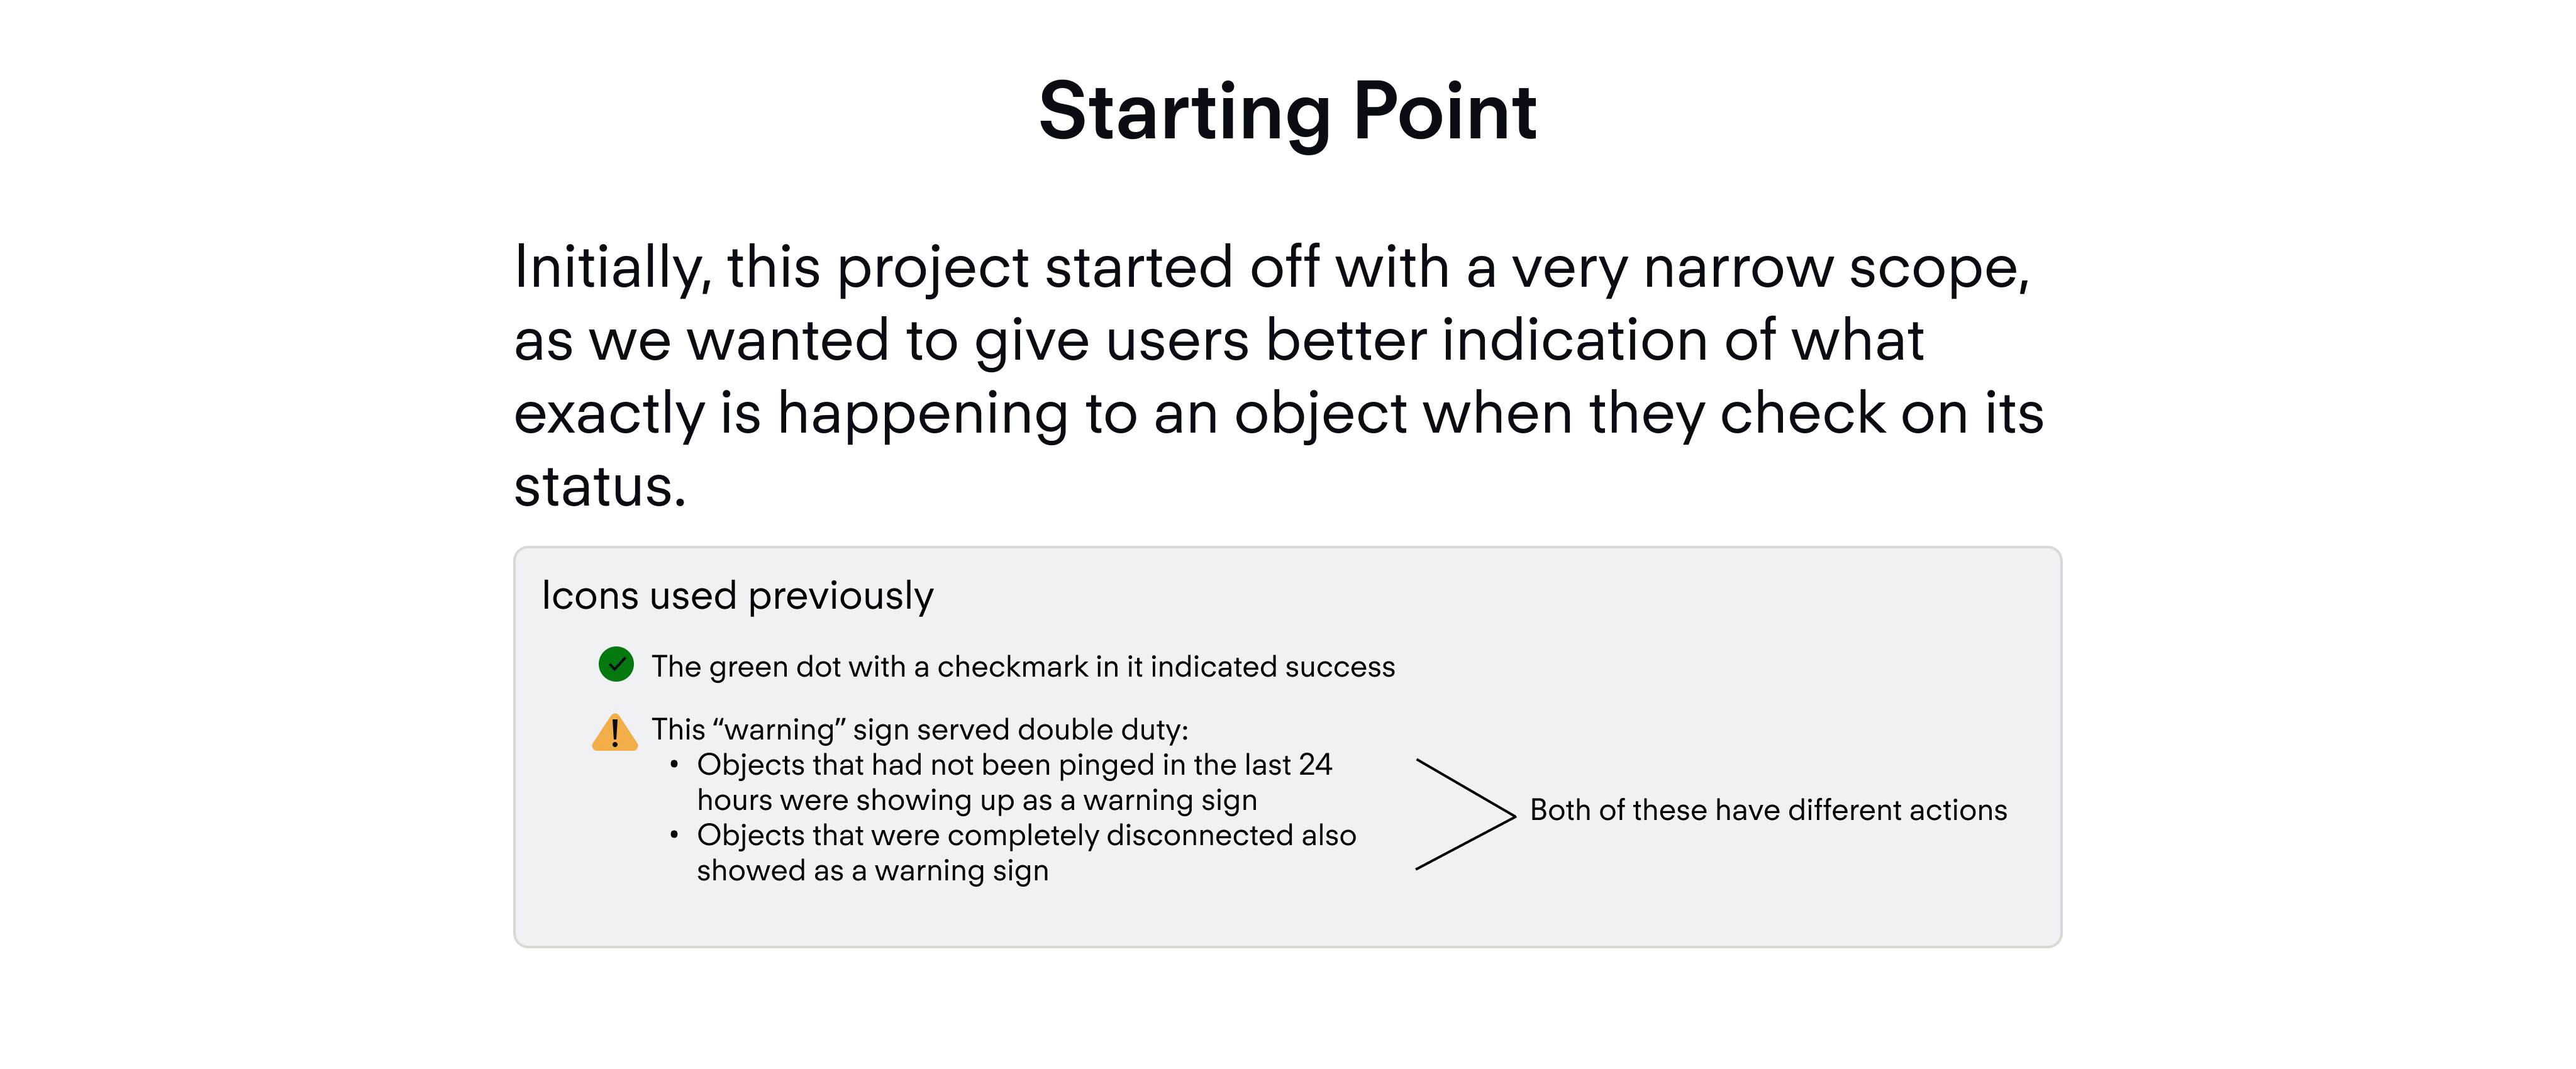 Starting Point
Initially, this project started off with a very narrow scope,
as we wanted to give users better indication of what
exactly is happening to an object when they check on its
status.
Icons used previously
The green dot with a checkmark in it indicated success
This “warning” sign served double duty:
• Objects that had not been pinged in the last 24
hours were showing up as a warning sign
• Objects that were completely disconnected also
showed as a warning sign
Both of these have different actions